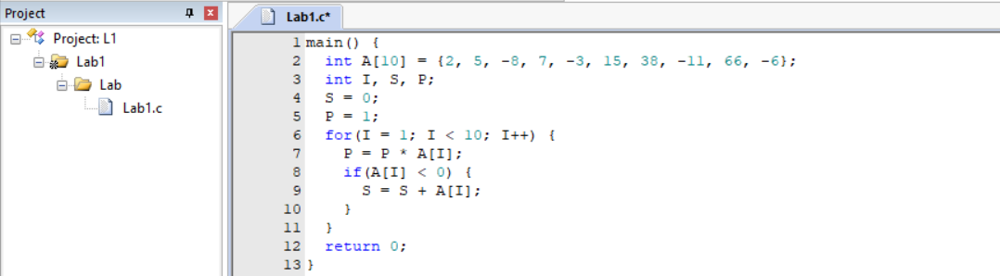 Project
Project: L1
Lab1
Lab
Lab1.c
Lab1.c*
1 main() {
2 int A[10] = {2, 5, -8, 7, -3, 15, 38, -11, 66, -6};
3 int I, S, P;
4 S = 0;
5 P = 1;
6 for(I = 1; I < 10; I++) {
7 P = P * A[I];
8 if(A[I] < 0) {
9 S = S + A[I];
10 }
11 }
12 return 0;
13 }